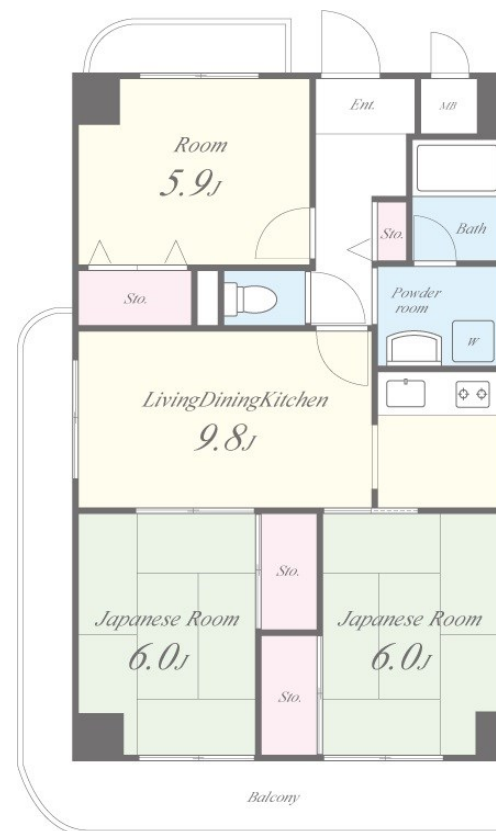 Ent.
MB
Room
5.9J
Sto.
Bath
Sto.
Powder
room
W
LivingDiningKitchen
9.8J
Sto.
Japanese Room
6.0J
Japanese Room
6.0J
Sto.
Balcony